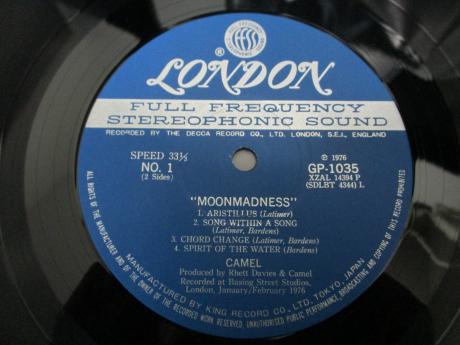 LONDON
®
FULL FREQUENCY
STEREOPHONIC SOUND
RECORDED BY THE DECCA RECORD CO., LTD. LONDON, S.E.I., ENGLAND
SPEED 33⅓
NO. 1
(2 Sides)
Ⓟ 1976
GP-1035
XZAL 14394 P
(SDLBT 4344) L
"MOONMADNESS"
1. ARISTILLUS (Latimer)
2. SONG WITHIN A SONG
(Latimer, Bardens)
3. CHORD CHANGE (Latimer, Bardens)
4. SPIRIT OF THE WATER (Bardens)
CAMEL
Produced by Rhett Davies & Camel
Recorded at Basing Street Studios,
London, January/February 1976
MANUFACTURED BY KING RECORD CO., LTD, TOKYO, JAPAN
ALL RIGHTS OF THE MANUFACTURER AND OF THE OWNER OF THE RECORDED WORK RESERVED, UNAUTHORISED PUBLIC PERFORMANCE, BROADCASTING AND COPYING OF THIS RECORD PROHIBITED